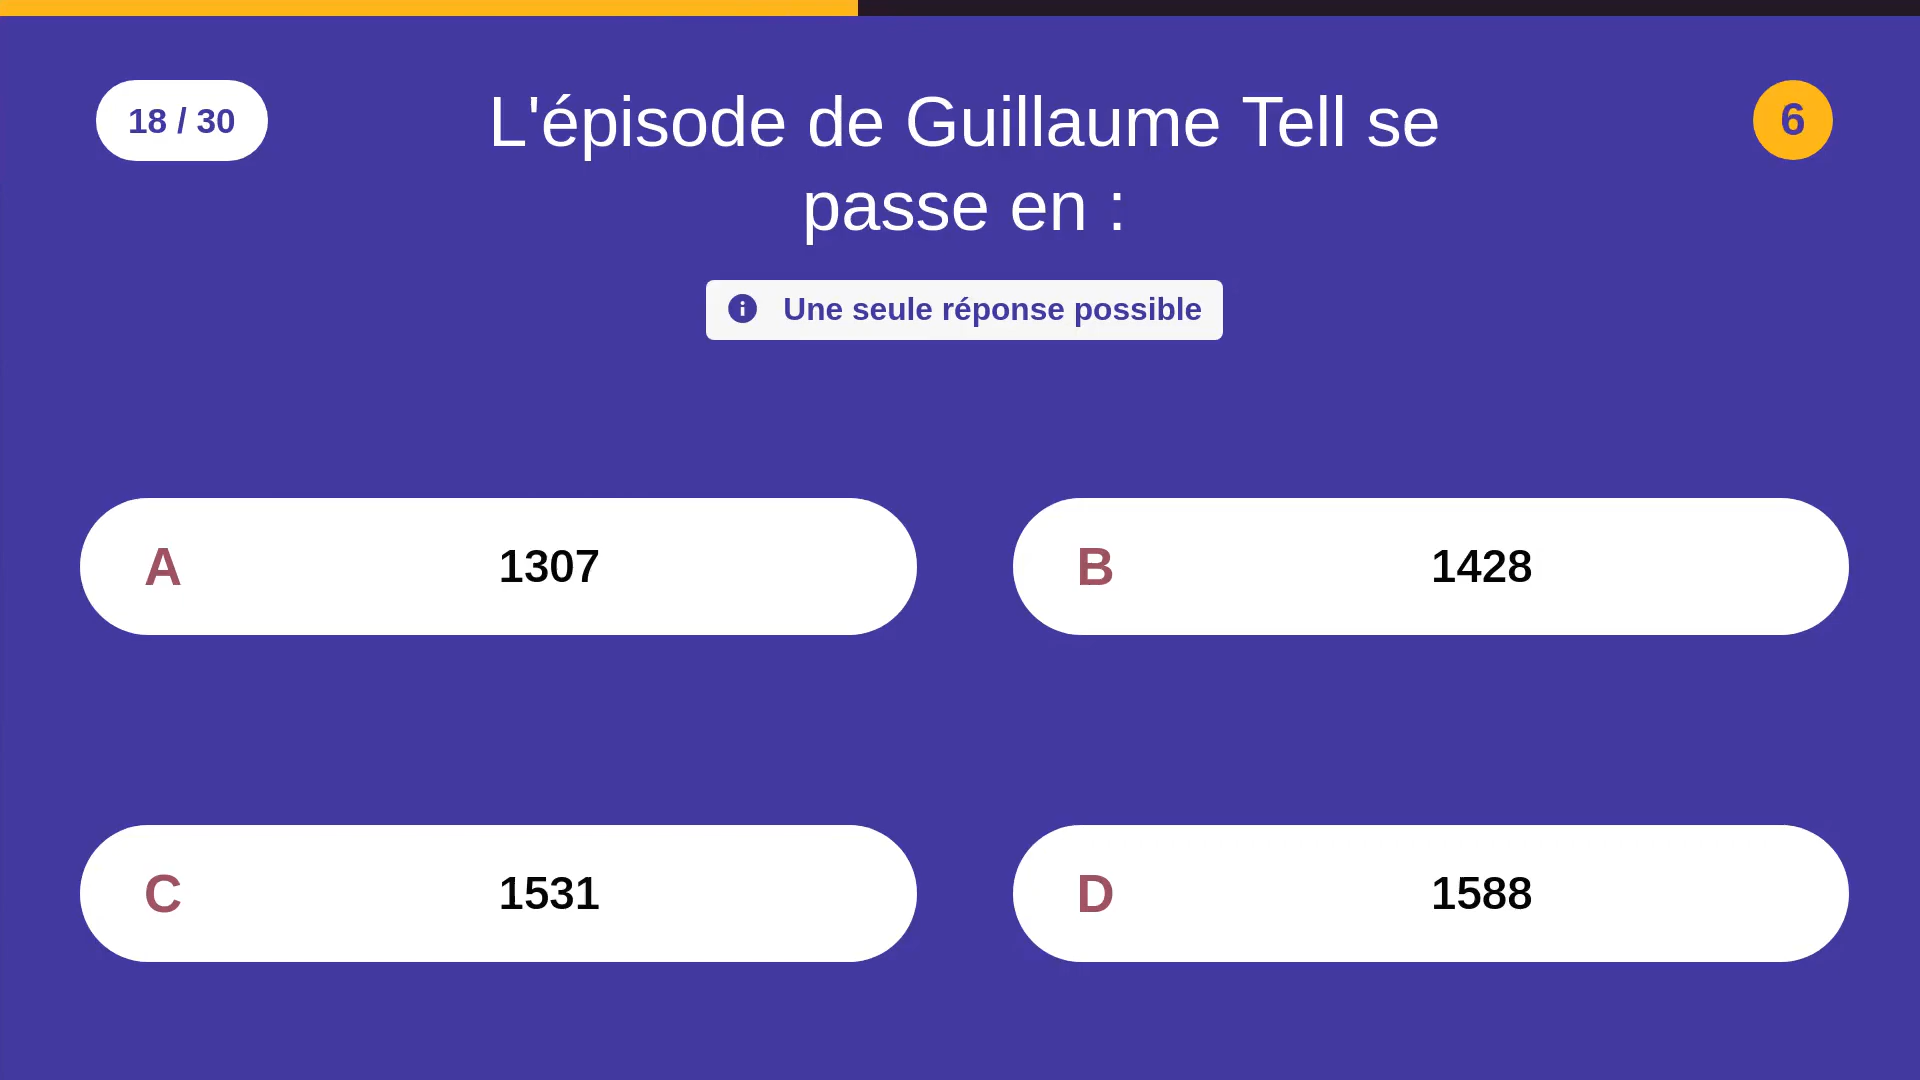 18 / 30
L'épisode de Guillaume Tell se
passe en :
6
Une seule réponse possible
A 1307
B 1428
C 1531
D 1588